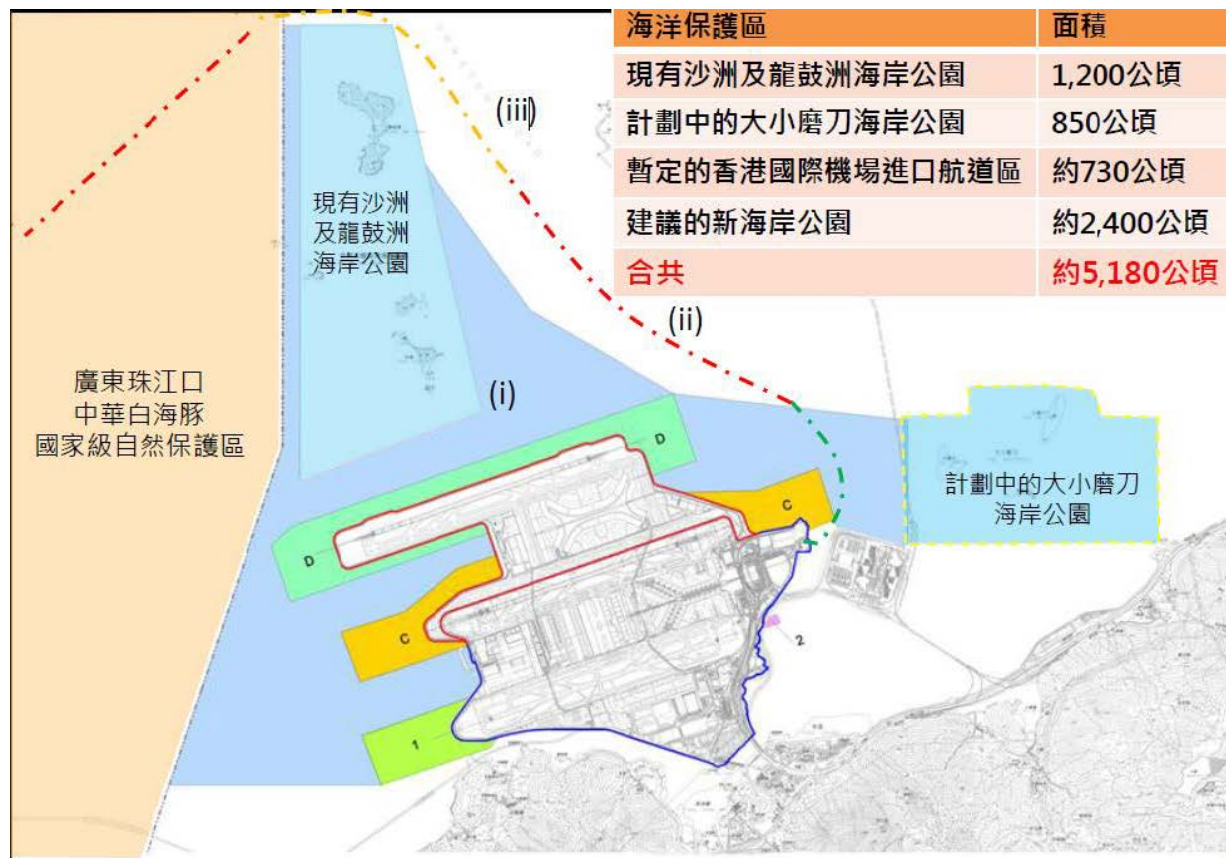 海洋保護區 面積
現有沙洲及龍鼓洲海岸公園 1,200公頃
計劃中的大小磨刀海岸公園 850公頃
暫定的香港國際機場進口航道區 約730公頃
建議的新海岸公園 約2,400公頃
合共 約5,180公頃
(iii)
現有沙洲
及龍鼓洲
海岸公園
(ii)
(i)
廣東珠江口
中華白海豚
國家級自然保護區
D
D
C
C
計劃中的大小磨刀
海岸公園
2
1